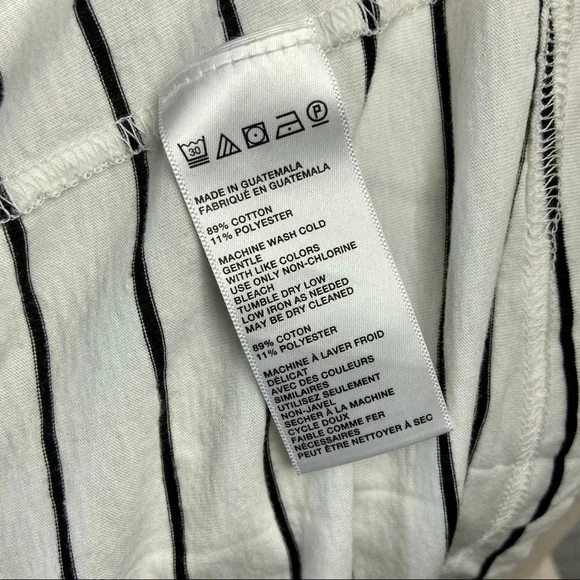 30 P
MADE IN GUATEMALA
FABRIQUÉ EN GUATEMALA
89% COTTON
11% POLYESTER
MACHINE WASH COLD
GENTLE
WITH LIKE COLORS
USE ONLY NON-CHLORINE
BLEACH
TUMBLE DRY LOW
LOW IRON AS NEEDED
MAY BE DRY CLEANED
89% COTON
11% POLYESTER
MACHINE À LAVER FROID
DÉLICAT
AVEC DES COULEURS
SIMILAIRES
UTILISEZ SEULEMENT
NON-JAVEL
SECHER À LA MACHINE
CYCLE DOUX
FAIBLE COMME FER
NÉCESSAIRES
PEUT ÊTRE NETTOYER À SEC